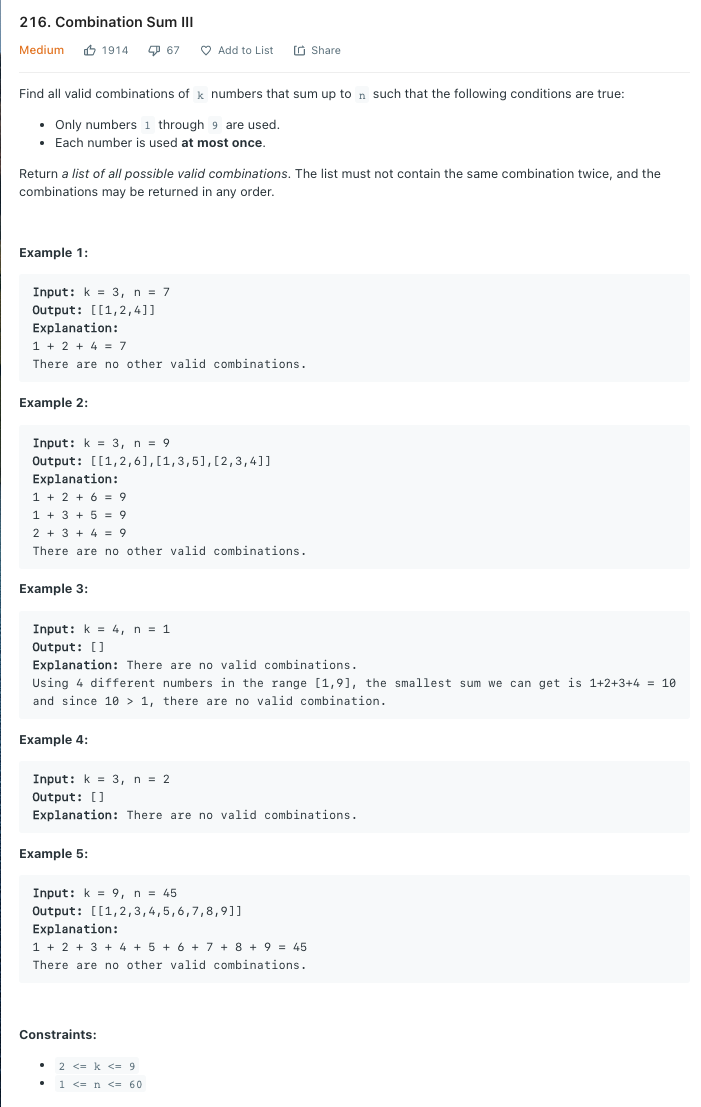 216. Combination Sum III
Medium 1914 67 Add to List Share
Find all valid combinations of k numbers that sum up to n such that the following conditions are true:
• Only numbers 1 through 9 are used.
• Each number is used at most once.
Return a list of all possible valid combinations. The list must not contain the same combination twice, and the
combinations may be returned in any order.
Example 1:
Input: k = 3, n = 7
Output: [[1,2,4]]
Explanation:
1 + 2 + 4 = 7
There are no other valid combinations.
Example 2:
Input: k = 3, n = 9
Output: [[1,2,6],[1,3,5],[2,3,4]]
Explanation:
1 + 2 + 6 = 9
1 + 3 + 5 = 9
2 + 3 + 4 = 9
There are no other valid combinations.
Example 3:
Input: k = 4, n = 1
Output: []
Explanation: There are no valid combinations.
Using 4 different numbers in the range [1,9], the smallest sum we can get is 1+2+3+4 = 10
and since 10 > 1, there are no valid combination.
Example 4:
Input: k = 3, n = 2
Output: []
Explanation: There are no valid combinations.
Example 5:
Input: k = 9, n = 45
Output: [[1,2,3,4,5,6,7,8,9]]
Explanation:
1 + 2 + 3 + 4 + 5 + 6 + 7 + 8 + 9 = 45
There are no other valid combinations.
Constraints:
• 2 <= k <= 9
• 1 <= n <= 60